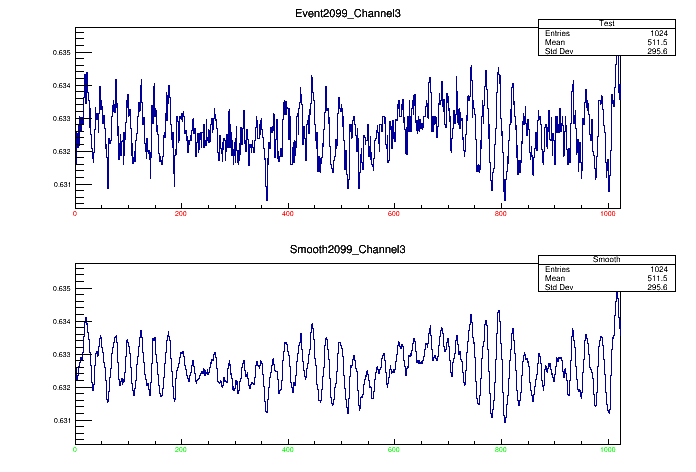 Event2099_Channel3
Test
Entries 1024
Mean 511.5
Std Dev 295.6
0.635
0.634
0.633
0.632
0.631
0 200 400 600 800 1000
Smooth2099_Channel3
Smooth
Entries 1024
Mean 511.5
Std Dev 295.6
0.635
0.634
0.633
0.632
0.631
0 200 400 600 800 1000